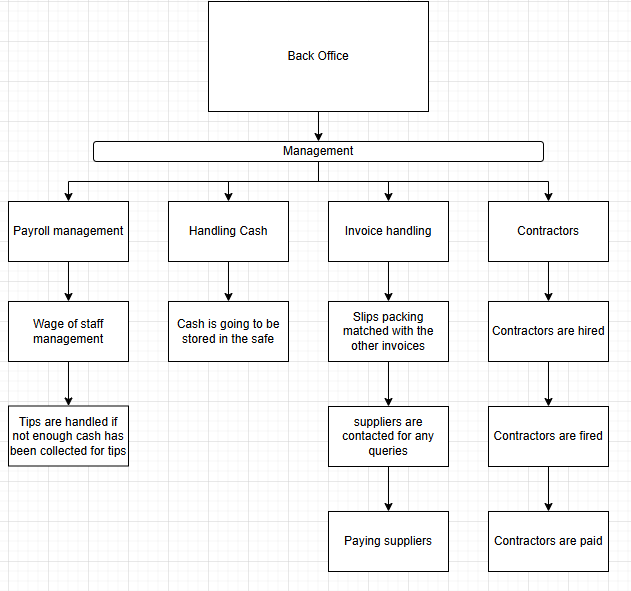 Back Office
Management
Payroll management
Handling Cash
Invoice handling
Contractors
Wage of staff
management
Cash is going to be
stored in the safe
Slips packing
matched with the
other invoices
Contractors are hired
Tips are handled if
not enough cash has
been collected for tips
suppliers are
contacted for any
queries
Contractors are fired
Paying suppliers
Contractors are paid